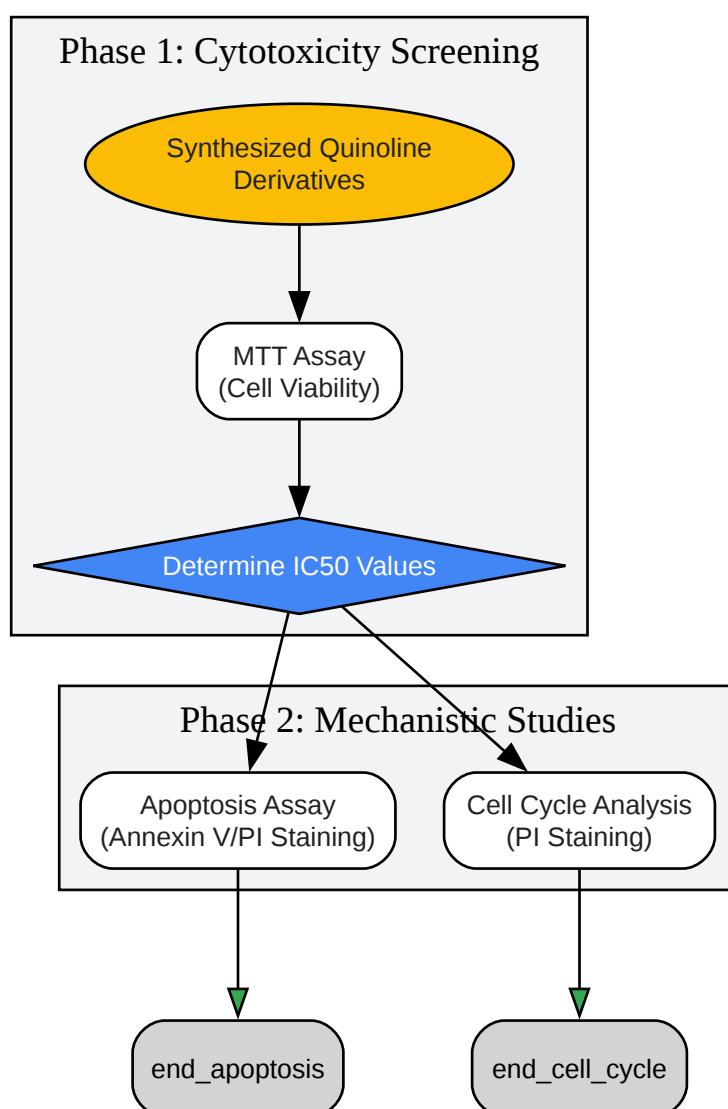 Phase 1: Cytotoxicity Screening
Synthesized Quinoline
Derivatives
MTT Assay
(Cell Viability)
Determine IC50 Values
Phase 2: Mechanistic Studies
Apoptosis Assay
(Annexin V/PI Staining)
Cell Cycle Analysis
(PI Staining)
end_apoptosis
end_cell_cycle